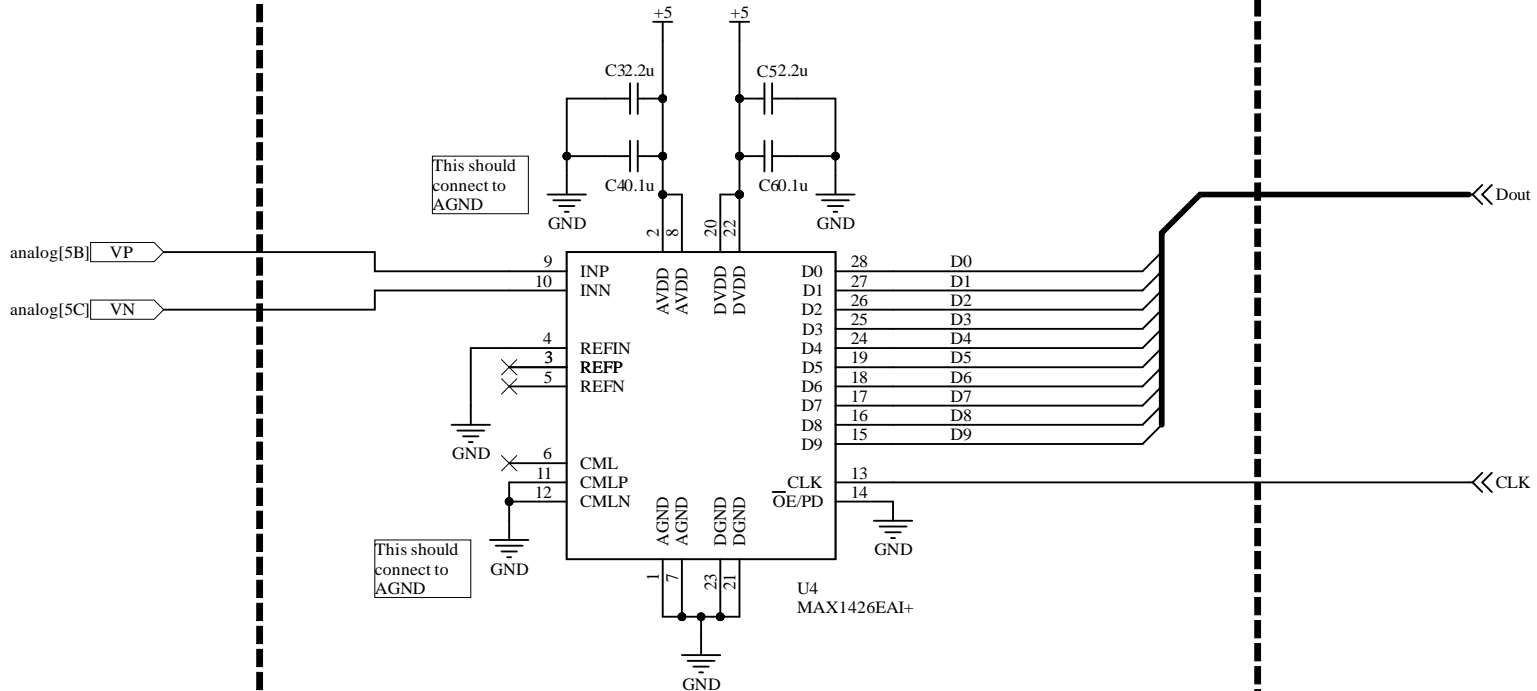 +5
+5
C32.2u
C52.2u
C40.1u
C60.1u
This should
connect to
AGND
GND
GND
Dout
2
8
20
22
analog[5B]
VP
analog[5C]
VN
9
INP
10
INN
4
REFIN
3
REFP
5
REFN
GND
6
CML
11
CMLP
12
CMLN
This should
connect to
AGND
GND
AVDD
AVDD
DVDD
DVDD
D0
28
D0
D1
27
D1
D2
26
D2
D3
25
D3
D4
24
D4
D5
19
D5
D6
18
D6
D7
17
D7
D8
16
D8
D9
15
D9
CLK
13
CLK
OE/PD
14
GND
AGND
AGND
DGND
DGND
1
7
23
21
U4
MAX1426EAI+
GND